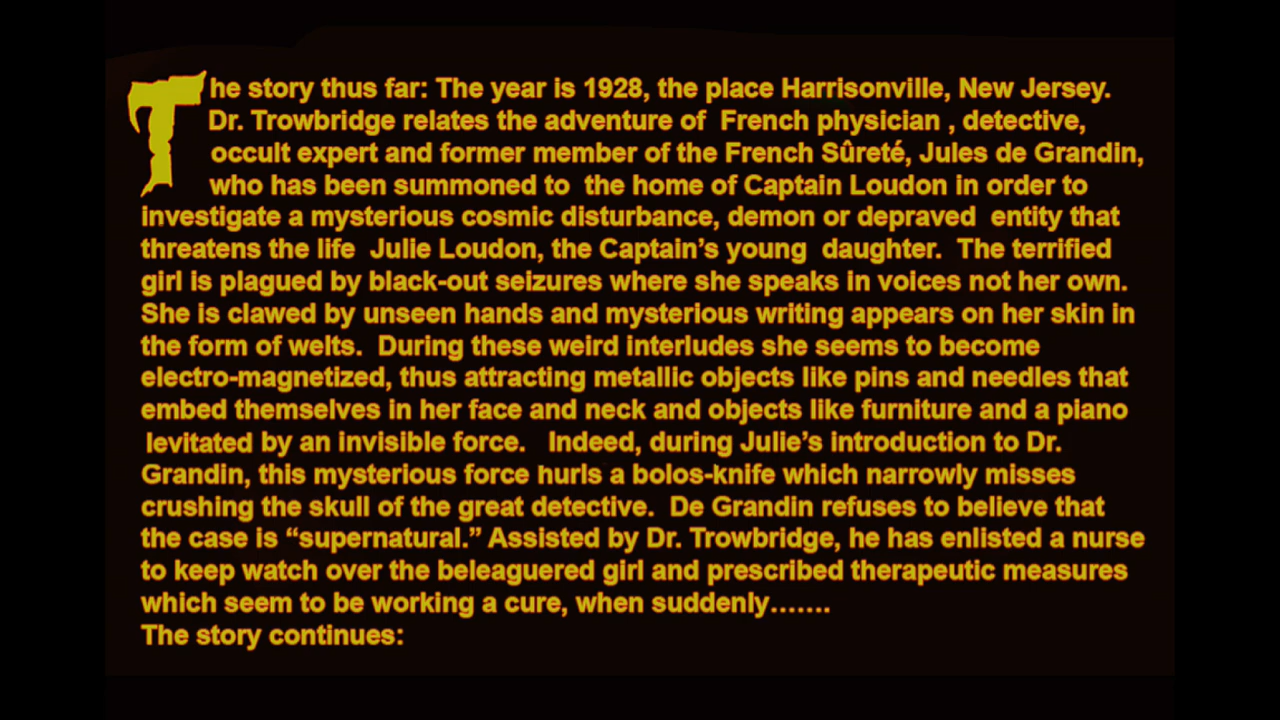 The story thus far: The year is 1928, the place Harrisonville, New Jersey.
Dr. Trowbridge relates the adventure of French physician , detective,
occult expert and former member of the French Sûreté, Jules de Grandin,
who has been summoned to the home of Captain Loudon in order to
investigate a mysterious cosmic disturbance, demon or depraved entity that
threatens the life Julie Loudon, the Captain’s young daughter. The terrified
girl is plagued by black-out seizures where she speaks in voices not her own.
She is clawed by unseen hands and mysterious writing appears on her skin in
the form of welts. During these weird interludes she seems to become
electro-magnetized, thus attracting metallic objects like pins and needles that
embed themselves in her face and neck and objects like furniture and a piano
levitated by an invisible force. Indeed, during Julie’s introduction to Dr.
Grandin, this mysterious force hurls a bolos-knife which narrowly misses
crushing the skull of the great detective. De Grandin refuses to believe that
the case is “supernatural.” Assisted by Dr. Trowbridge, he has enlisted a nurse
to keep watch over the beleaguered girl and prescribed therapeutic measures
which seem to be working a cure, when suddenly…….
The story continues: